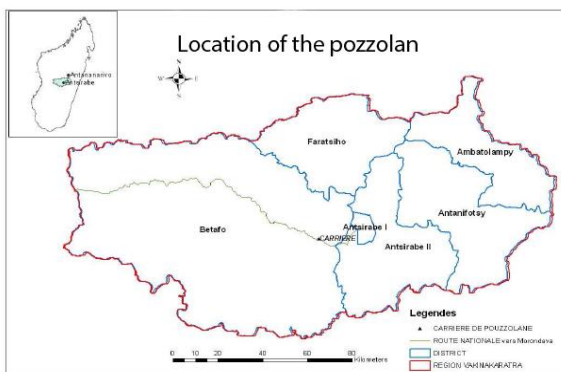 Location of the pozzolan
Antananarivo
Antsirabe
N
W
E
S
Faratsiho
Ambatolampy
Antanifotsy
Betafo
Antsirabe I
CARRIERE
Antsirabe II
Legendes
CARRIERE DE POUZZOLANE
ROUTE NATIONALE vers Morondava
DISTRICT
REGION VAKINAKARATRA
0 10 20 40 60 80
Kilometers